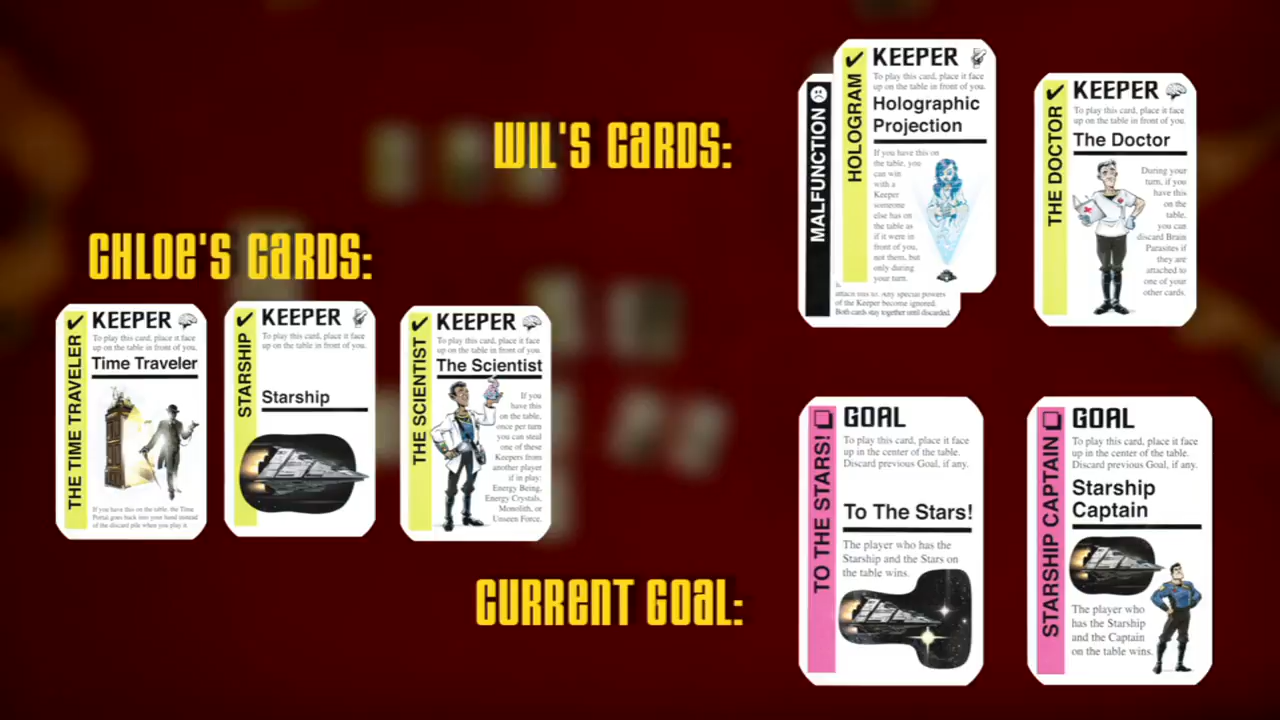 WIL'S CARDS:
MALFUNCTION
HOLOGRAM
KEEPER
To play this card, place it face
up on the table in front of you.
Holographic
Projection
If you have this on
the table, you
can win
with a
Keeper
someone
else has on
the table as
if it were in
front of you,
not them, but
only during
your turn.
attach this to. Any special powers
of the Keeper become ignored.
Both cards stay together until discarded.
THE DOCTOR
KEEPER
To play this card, place it face
up on the table in front of you.
The Doctor
During your
turn, if you
have this
on the
table,
you can
discard Brain
Parasites if
they are
attached to
one of your
other cards.
CHLOE'S CARDS:
THE TIME TRAVELER
KEEPER
To play this card, place it face
up on the table in front of you.
Time Traveler
If you have this on the table, the Time
Portal goes back into your hand instead
of the discard pile when you play it.
STARSHIP
KEEPER
To play this card, place it face
up on the table in front of you.
Starship
THE SCIENTIST
KEEPER
To play this card, place it face
up on the table in front of you.
The Scientist
If you
have this
on the table,
once per turn
you can steal
one of these
Keepers from
another player
if in play:
Energy Being,
Energy Crystals,
Monolith, or
Unseen Force.
CURRENT GOAL:
TO THE STARS!
GOAL
To play this card, place it face
up in the center of the table.
Discard previous Goal, if any.
To The Stars!
The player who has the
Starship and the Stars on
the table wins.
STARSHIP CAPTAIN
GOAL
To play this card, place it face
up in the center of the table.
Discard previous Goal, if any.
Starship
Captain
The player who
has the Starship
and the Captain
on the table wins.